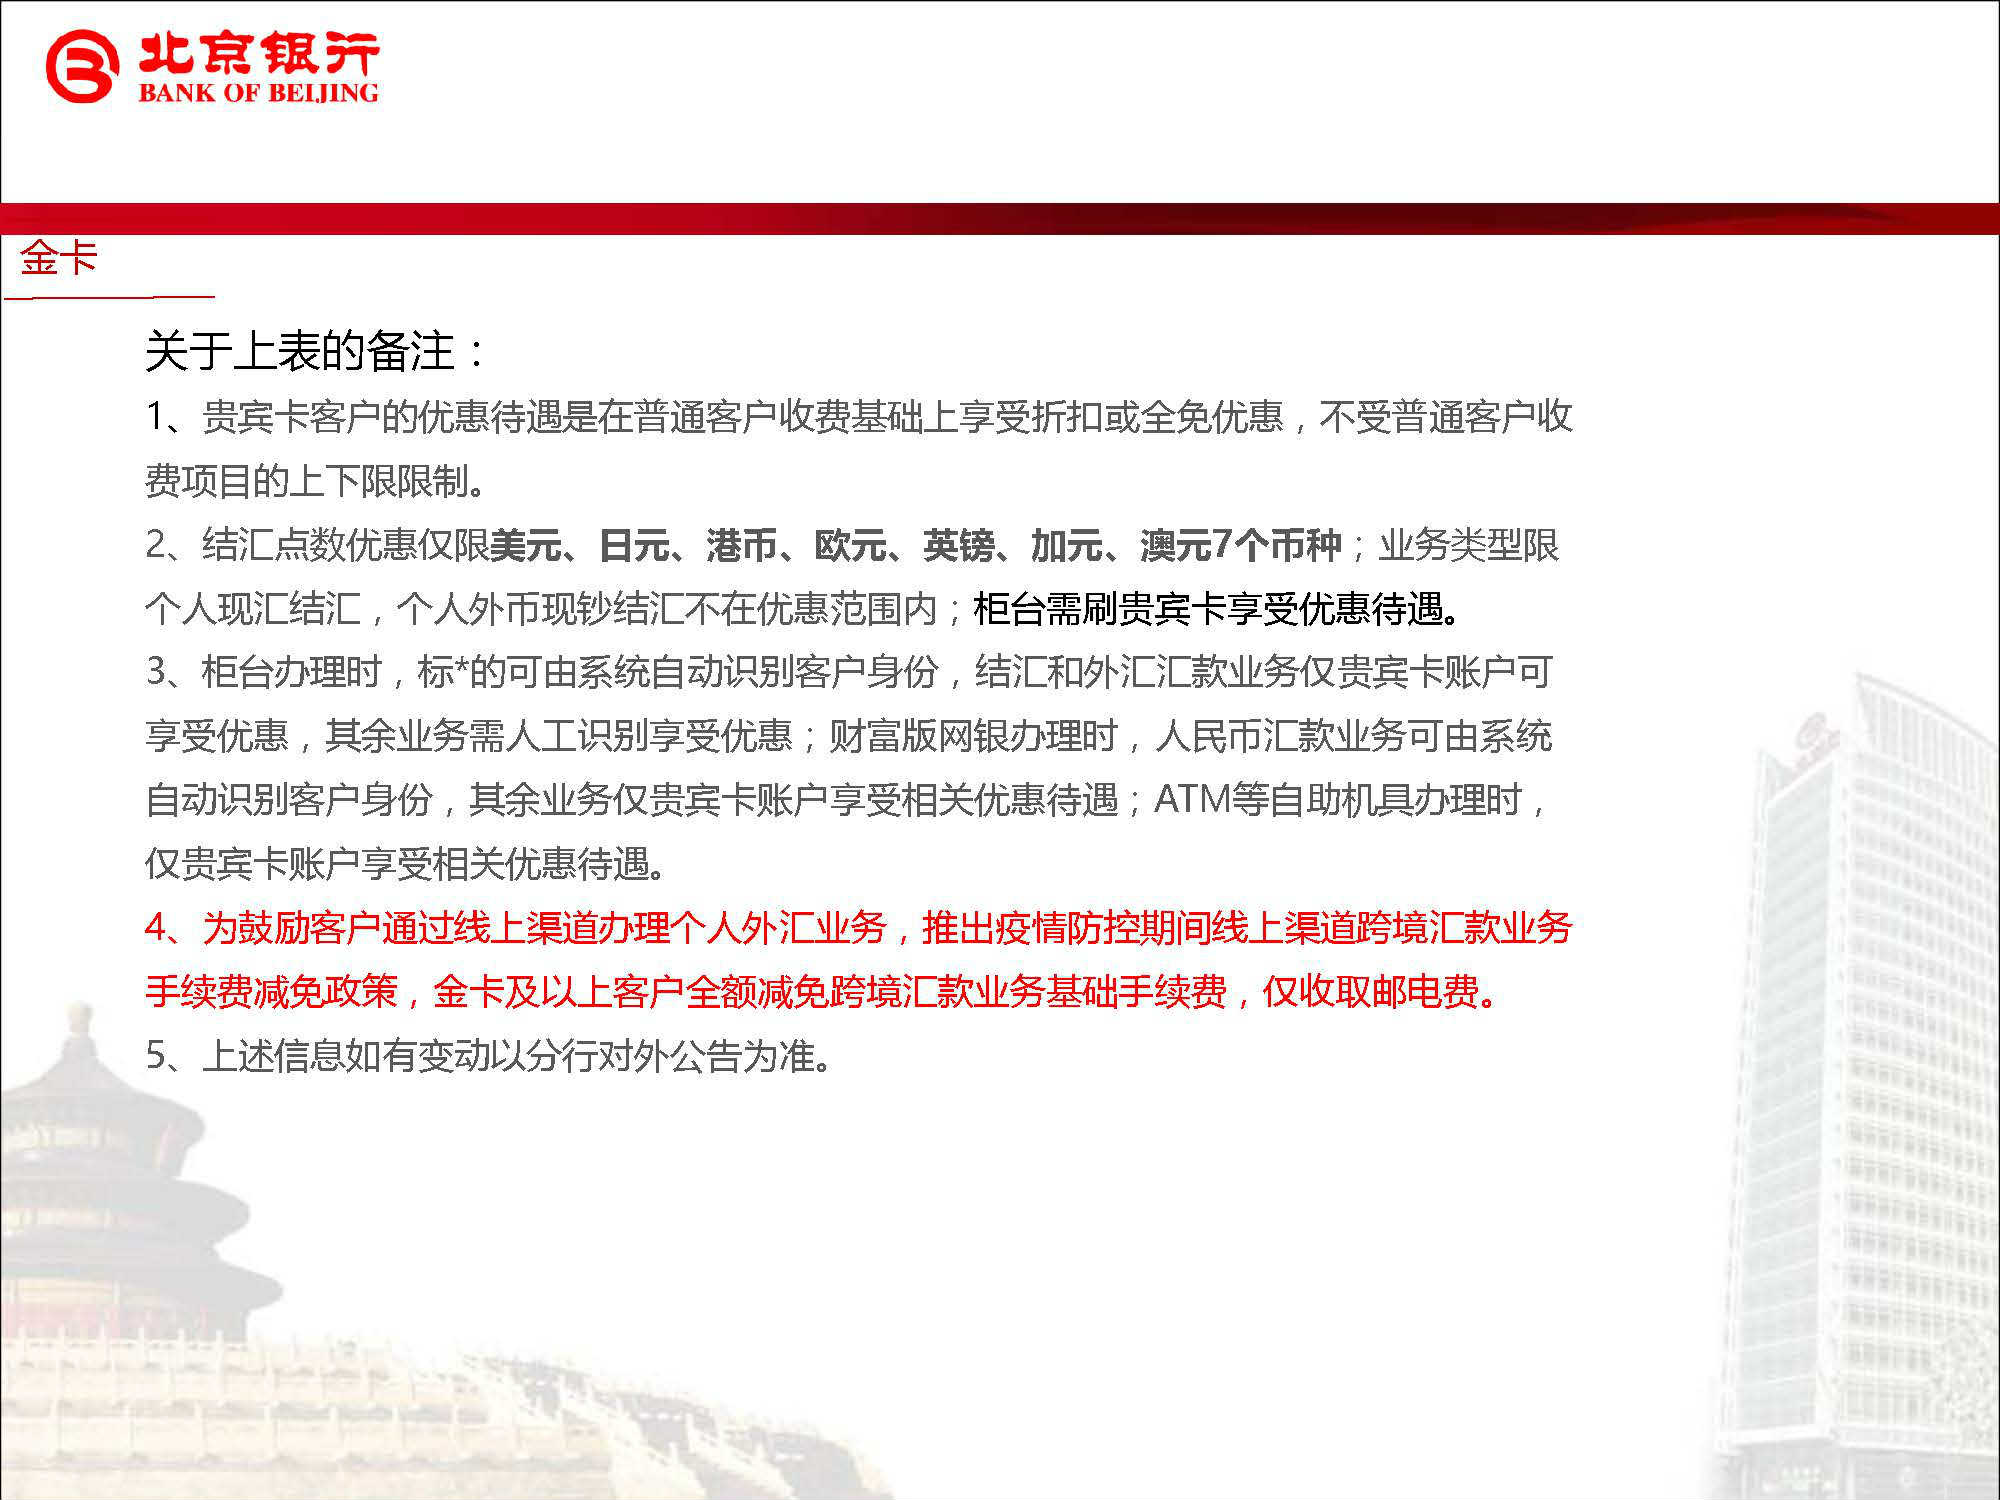 北京银行
BANK OF BEIJING
金卡
关于上表的备注：
1、贵宾卡客户的优惠待遇是在普通客户收费基础上享受折扣或全免优惠，不受普通客户收
费项目的上下限限制。
2、结汇点数优惠仅限美元、日元、港币、欧元、英镑、加元、澳元7个币种；业务类型限
个人现汇结汇，个人外币现钞结汇不在优惠范围内；柜台需刷贵宾卡享受优惠待遇。
3、柜台办理时，标*的可由系统自动识别客户身份，结汇和外汇汇款业务仅贵宾卡账户可
享受优惠，其余业务需人工识别享受优惠；财富版网银办理时，人民币汇款业务可由系统
自动识别客户身份，其余业务仅贵宾卡账户享受相关优惠待遇；ATM等自助机具办理时，
仅贵宾卡账户享受相关优惠待遇。
4、为鼓励客户通过线上渠道办理个人外汇业务，推出疫情防控期间线上渠道跨境汇款业务
手续费减免政策，金卡及以上客户全额减免跨境汇款业务基础手续费，仅收取邮电费。
5、上述信息如有变动以分行对外公告为准。